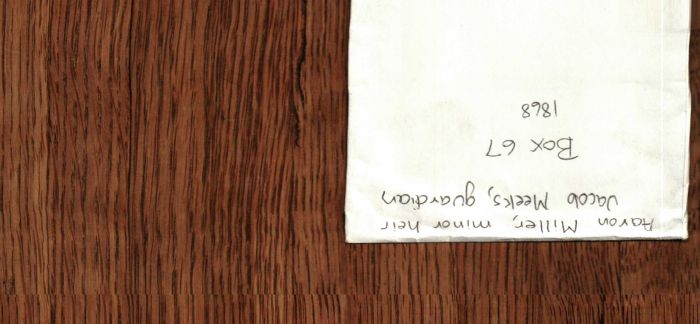 Aaron Miller, minor heir
Jacob Meeks, guardian
Box 67
1868